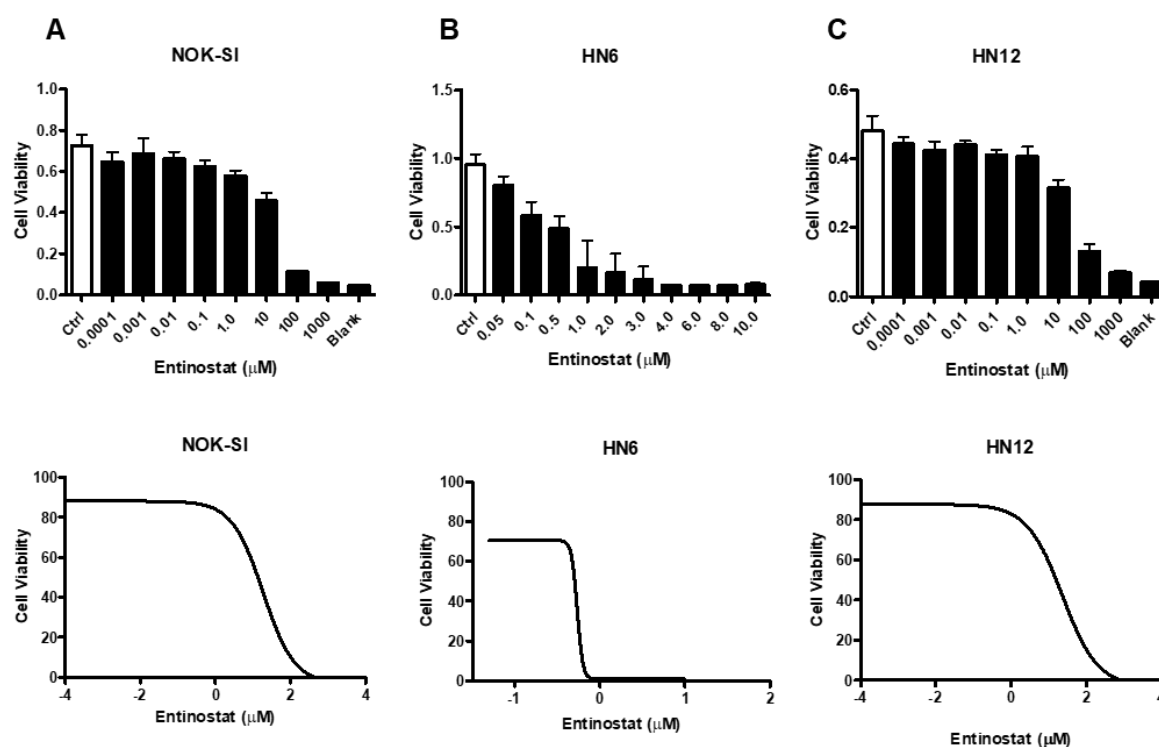 A
NOK-SI
Cell Viability
1.0
0.8
0.6
0.4
0.2
0.0
Ctrl
0.0001
0.001
0.01
0.1
1.0
10
100
1000
Blank
Entinostat (μM)
B
HN6
Cell Viability
1.5
1.0
0.5
0.0
Ctrl
0.05
0.1
0.5
1.0
2.0
3.0
4.0
6.0
8.0
10.0
Entinostat (μM)
C
HN12
Cell Viability
0.6
0.4
0.2
0.0
Ctrl
0.0001
0.001
0.01
0.1
1.0
10
100
1000
Blank
Entinostat (μM)
NOK-SI
Cell Viability
100
80
60
40
20
0
-4
-2
0
2
4
Entinostat (μM)
HN6
Cell Viability
100
80
60
40
20
0
-1
0
1
2
Entinostat (μM)
HN12
Cell Viability
100
80
60
40
20
0
-4
-2
0
2
4
Entinostat (μM)